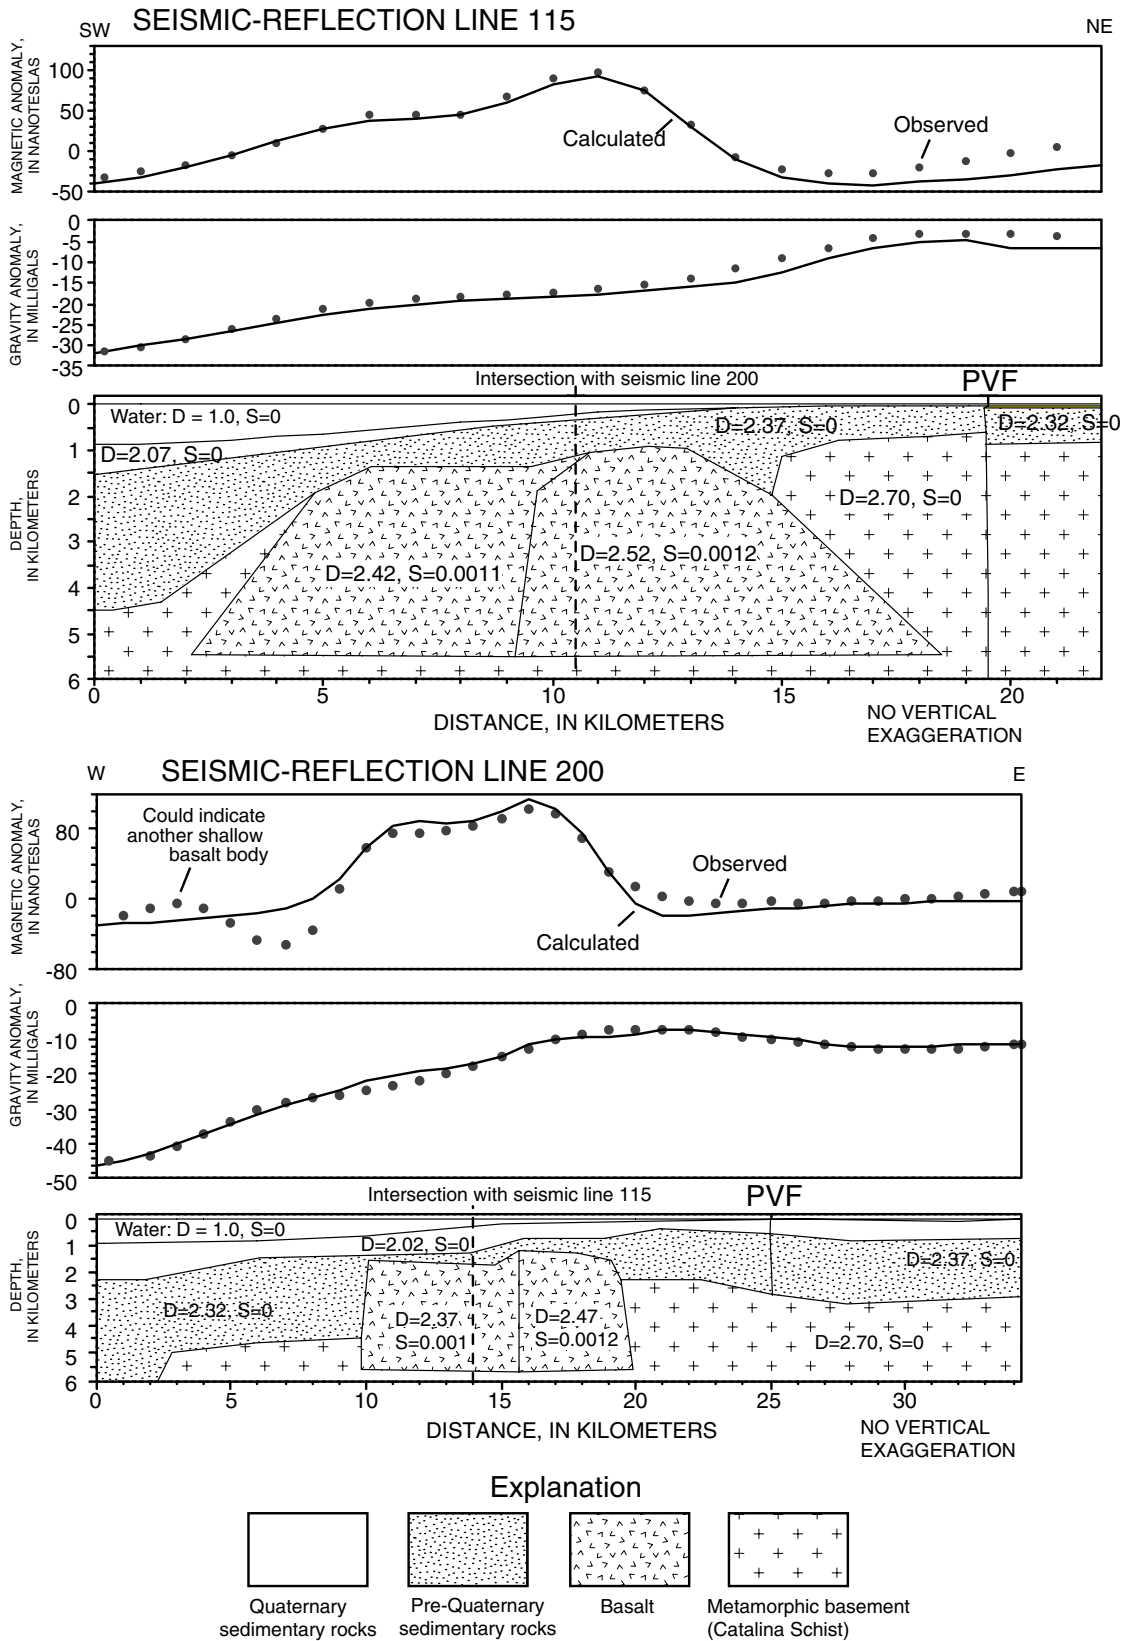 SEISMIC-REFLECTION LINE 115
SW
NE
MAGNETIC ANOMALY,
IN NANOTESLAS
100
50
0
-50
Calculated
Observed
GRAVITY ANOMALY,
IN MILLIGALS
0
-5
-10
-15
-20
-25
-30
-35
Intersection with seismic line 200
PVF
DEPTH,
IN KILOMETERS
0
1
2
3
4
5
6
Water: D = 1.0, S=0
D=2.07, S=0
D=2.37, S=0
D=2.32, S=0
D=2.70, S=0
D=2.52, S=0.0012
D=2.42, S=0.0011
0
5
10
15
20
DISTANCE, IN KILOMETERS
NO VERTICAL
EXAGGERATION
W
SEISMIC-REFLECTION LINE 200
E
MAGNETIC ANOMALY,
IN NANOTESLAS
80
0
-80
Could indicate
another shallow
basalt body
Observed
Calculated
GRAVITY ANOMALY,
IN MILLIGALS
0
-10
-20
-30
-40
-50
Intersection with seismic line 115
PVF
DEPTH,
IN KILOMETERS
0
1
2
3
4
5
6
Water: D = 1.0, S=0
D=2.02, S=0
D=2.37, S=0
D=2.32, S=0
D=2.37
S=0.001
D=2.47
S=0.0012
D=2.70, S=0
0
5
10
15
20
25
30
DISTANCE, IN KILOMETERS
NO VERTICAL
EXAGGERATION
Explanation
Quaternary
sedimentary rocks
Pre-Quaternary
sedimentary rocks
Basalt
Metamorphic basement
(Catalina Schist)